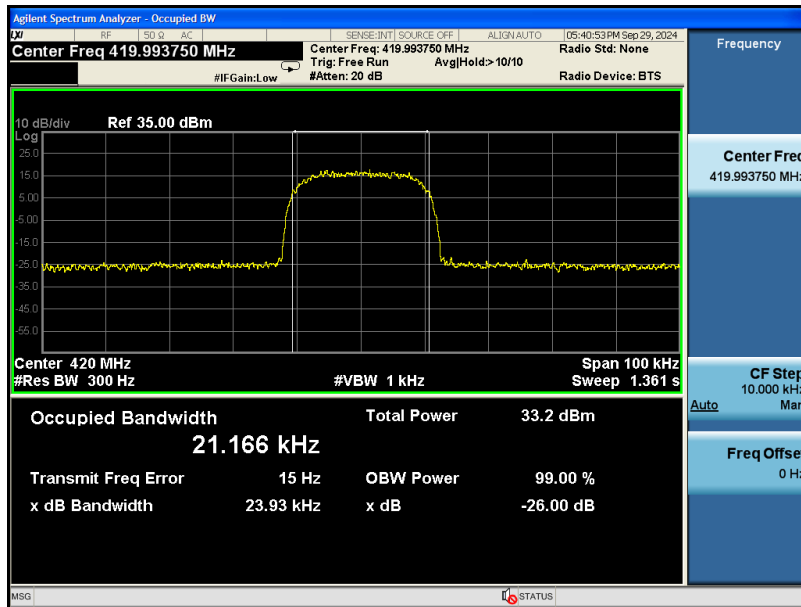 Agilent Spectrum Analyzer - Occupied BW
LXI RF 50 Ω AC SENSE:INT SOURCE OFF ALIGN AUTO 05:40:53 PM Sep 29, 2024
Center Freq 419.993750 MHz
Center Freq: 419.993750 MHz Radio Std: None
Trig: Free Run Avg|Hold:> 10/10
#IFGain:Low #Atten: 20 dB Radio Device: BTS
10 dB/div Ref 35.00 dBm
Log
25.0
15.0
5.00
-5.00
-15.0
-25.0
-35.0
-45.0
-55.0
Center 420 MHz Span 100 kHz
#Res BW 300 Hz #VBW 1 kHz Sweep 1.361 s
Occupied Bandwidth Total Power 33.2 dBm
21.166 kHz
Transmit Freq Error 15 Hz OBW Power 99.00 %
x dB Bandwidth 23.93 kHz x dB -26.00 dB
MSG STATUS
Frequency
Center Freq
419.993750 MHz
CF Step
10.000 kHz
Auto Man
Freq Offset
0 Hz